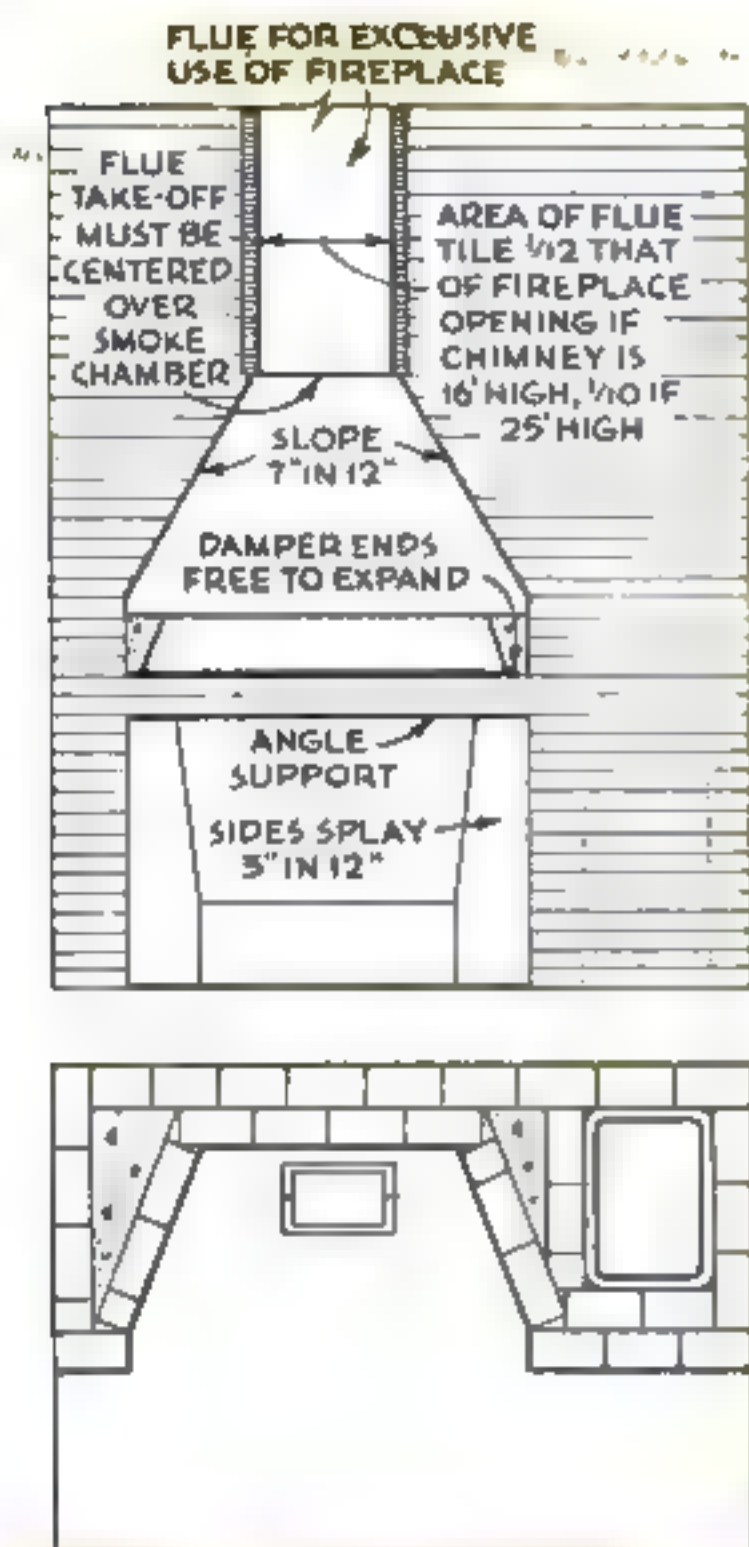 FLUE FOR EXCLUSIVE
USE OF FIREPLACE
FLUE
TAKE-OFF
MUST BE
CENTERED
OVER
SMOKE
CHAMBER
AREA OF FLUE
TILE 1/12 THAT
OF FIREPLACE
OPENING IF
CHIMNEY IS
16' HIGH, 1/10 IF
25' HIGH
SLOPE
7" IN 12"
DAMPER ENDS
FREE TO EXPAND
ANGLE
SUPPORT
SIDES SPLAY
5" IN 12"